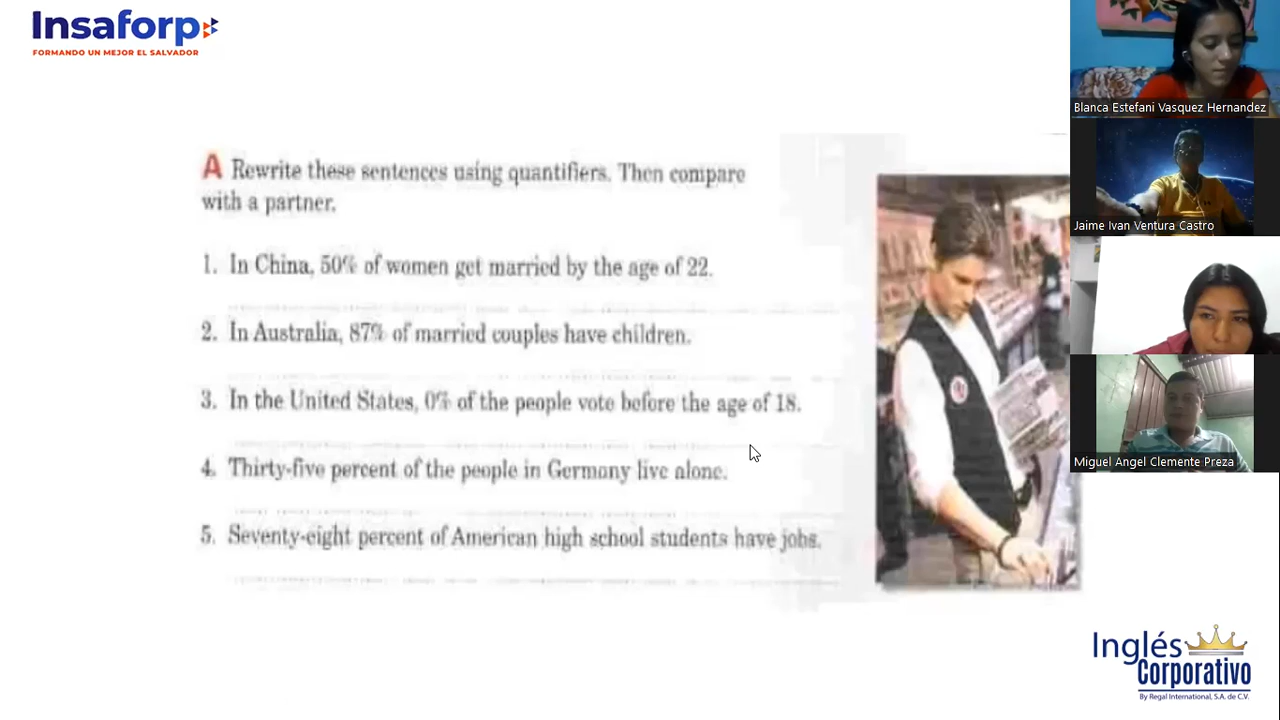 Insaforp
FORMANDO UN MEJOR EL SALVADOR
A Rewrite these sentences using quantifiers. Then compare
with a partner.
1. In China, 50% of women get married by the age of 22.
2. In Australia, 87% of married couples have children.
3. In the United States, 0% of the people vote before the age of 18.
4. Thirty-five percent of the people in Germany live alone.
5. Seventy-eight percent of American high school students have jobs.
Blanca Estefani Vasquez Hernandez
Jaime Ivan Ventura Castro
Miguel Angel Clemente Preza
Inglés
Corporativo
By Regal International, S.A. de C.V.